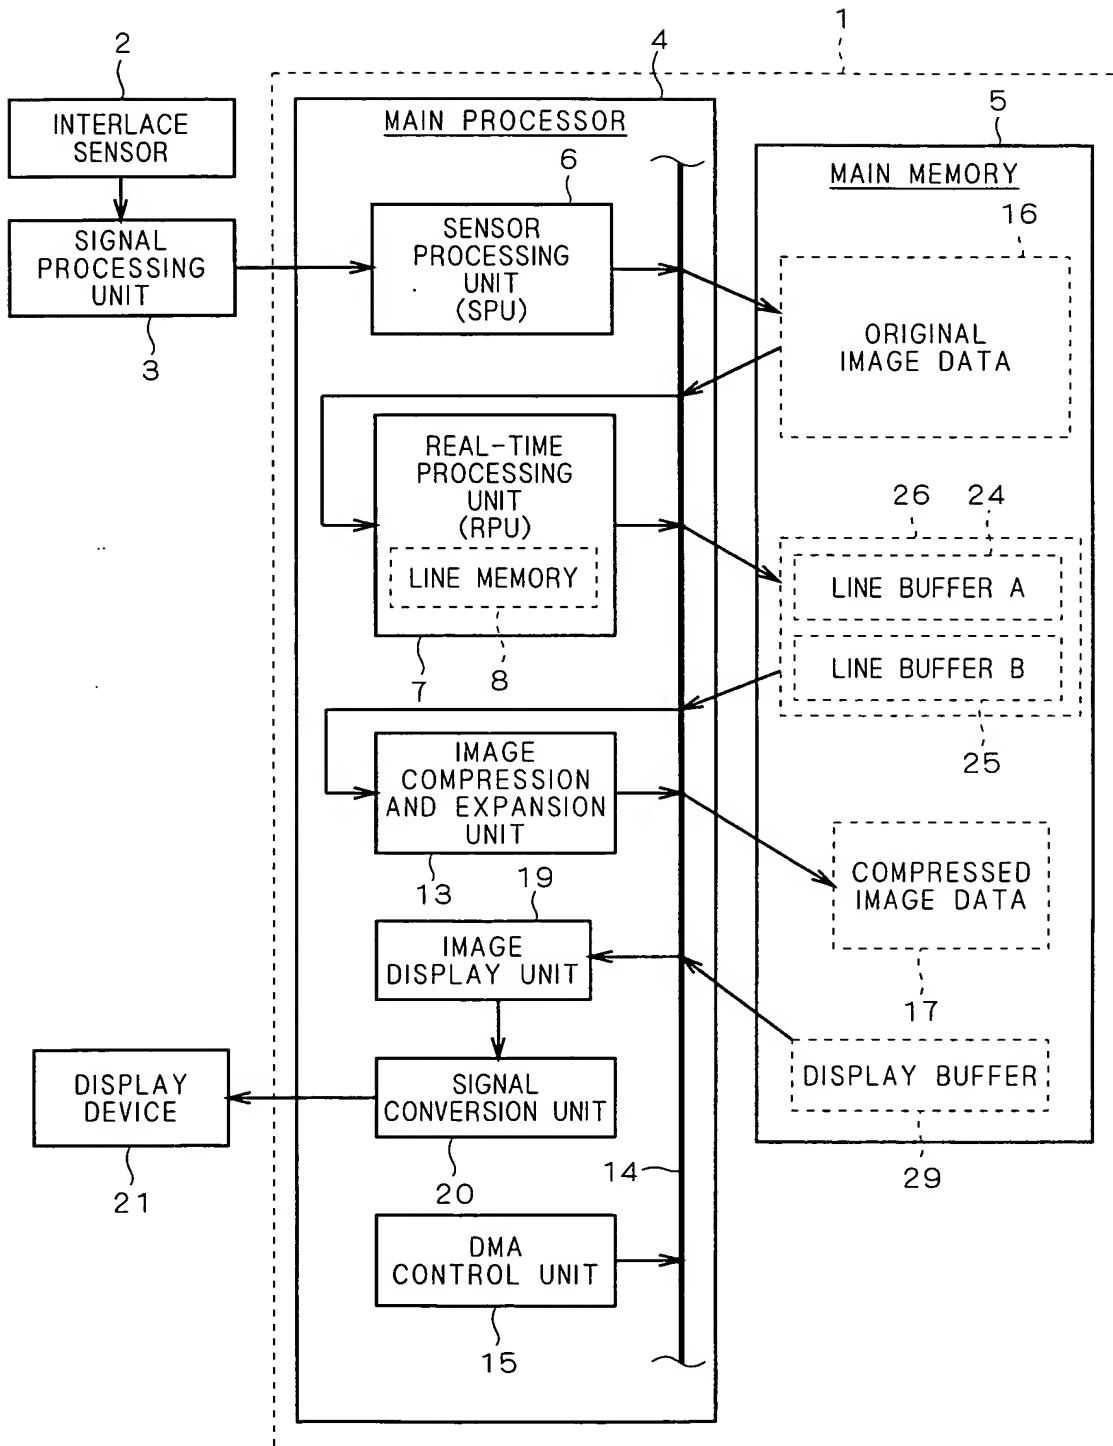 1
2
4
INTERLACE
SENSOR
MAIN PROCESSOR
5
MAIN MEMORY
6
16
SIGNAL
PROCESSING
UNIT
3
SENSOR
PROCESSING
UNIT
(SPU)
ORIGINAL
IMAGE DATA
REAL-TIME
PROCESSING
UNIT
(RPU)
LINE MEMORY
7
8
26
24
LINE BUFFER A
LINE BUFFER B
25
IMAGE
COMPRESSION
AND EXPANSION
UNIT
13
19
COMPRESSED
IMAGE DATA
17
IMAGE
DISPLAY UNIT
DISPLAY BUFFER
29
DISPLAY
DEVICE
21
SIGNAL
CONVERSION UNIT
20
14
DMA
CONTROL UNIT
15